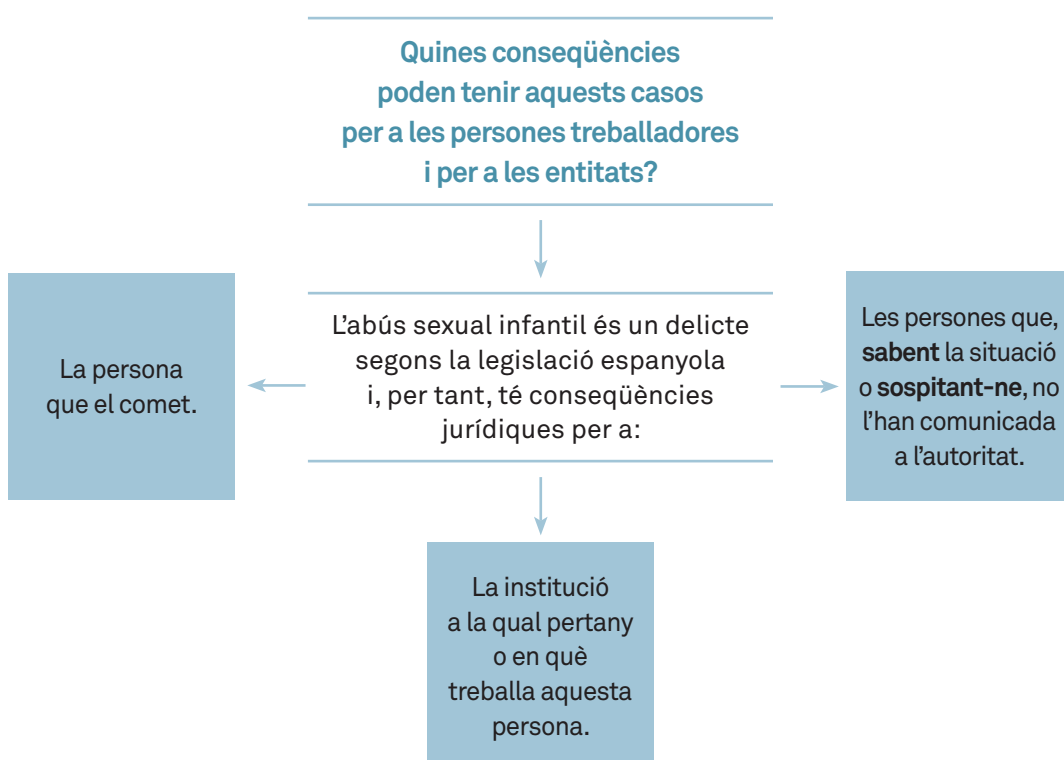 Quines conseqüències
poden tenir aquests casos
per a les persones treballadores
i per a les entitats?
L'abús sexual infantil és un delicte
segons la legislació espanyola
i, per tant, té conseqüències
jurídiques per a:
La persona
que el comet.
Les persones que,
sabent la situació
o sospitant-ne, no
l'han comunicada
a l'autoritat.
La institució
a la qual pertany
o en què
treballa aquesta
persona.